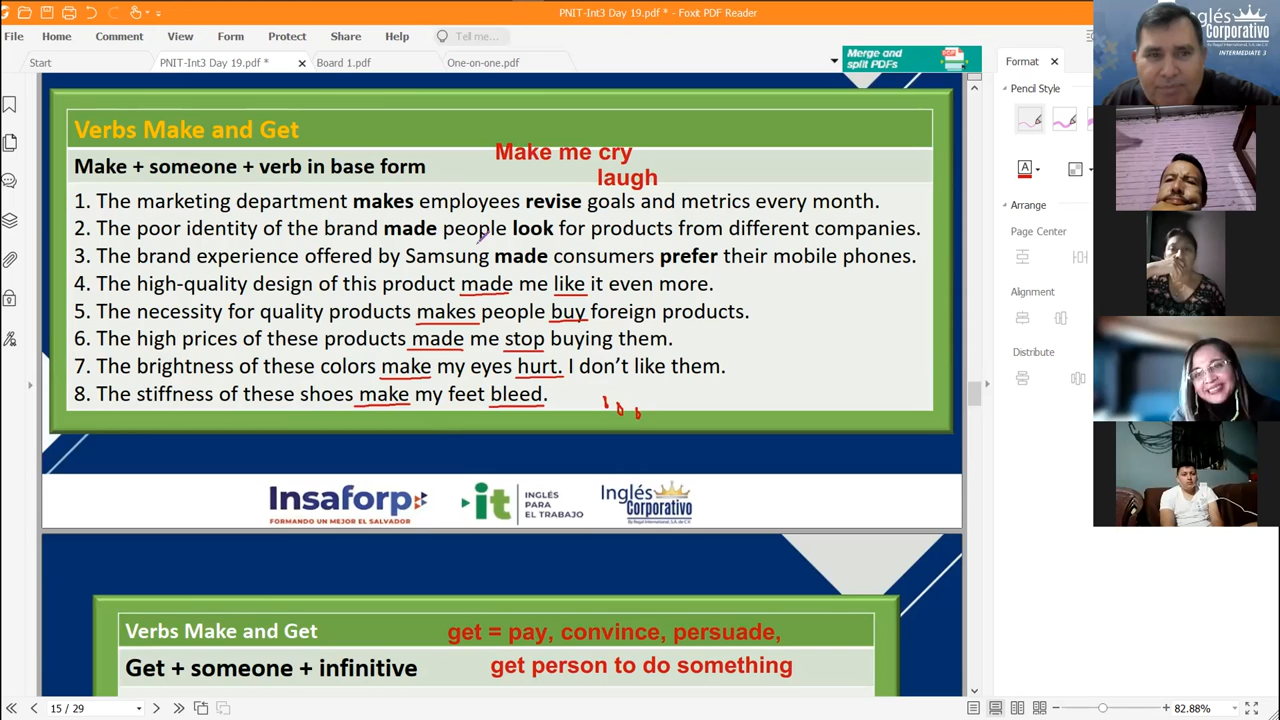 PNIT-Int3 Day 19.pdf * - Foxit PDF Reader
File Home Comment View Form Protect Share Help Tell me...
Start PNIT-Int3 Day 19.pdf * Board 1.pdf One-on-one.pdf
Merge and split PDFs
Format
Pencil Style
Arrange
Page Center
Alignment
Distribute
Inglés Corporativo
By Regal International, S.A. de C.V.
INTERMEDIATE 3
Verbs Make and Get
Make me cry
Make + someone + verb in base form
laugh
1. The marketing department makes employees revise goals and metrics every month.
2. The poor identity of the brand made people look for products from different companies.
3. The brand experience offered by Samsung made consumers prefer their mobile phones.
4. The high-quality design of this product made me like it even more.
5. The necessity for quality products makes people buy foreign products.
6. The high prices of these products made me stop buying them.
7. The brightness of these colors make my eyes hurt. I don't like them.
8. The stiffness of these shoes make my feet bleed.
Insaforp
FORMANDO UN MEJOR EL SALVADOR
it INGLÉS PARA EL TRABAJO
Inglés Corporativo
By Regal International, S.A. de C.V.
Verbs Make and Get
get = pay, convince, persuade,
Get + someone + infinitive
get person to do something
15 / 29
82.88%